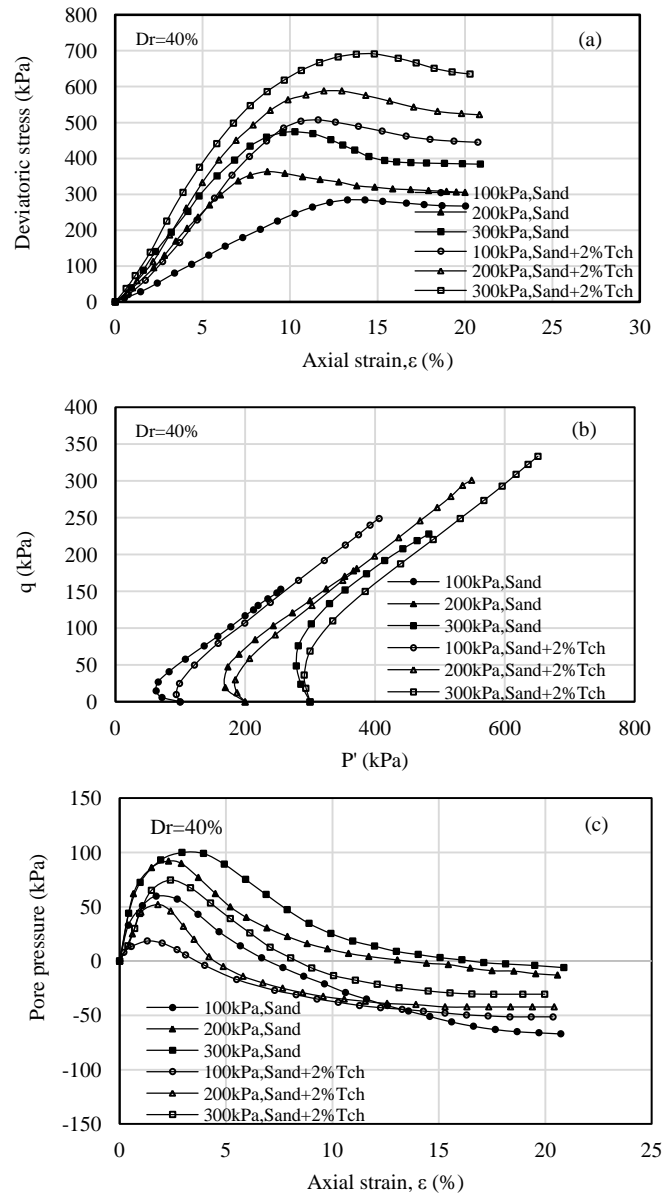 800
700
600
500
400
300
200
100
0
Deviatoric stress (kPa)
Dr=40%
(a)
100kPa,Sand
200kPa,Sand
300kPa,Sand
100kPa,Sand+2%Tch
200kPa,Sand+2%Tch
300kPa,Sand+2%Tch
0 5 10 15 20 25 30
Axial strain,ε (%)
400
350
300
250
200
150
100
50
0
q (kPa)
Dr=40%
(b)
100kPa,Sand
200kPa,Sand
300kPa,Sand
100kPa,Sand+2%Tch
200kPa,Sand+2%Tch
300kPa,Sand+2%Tch
0 200 400 600 800
P' (kPa)
150
100
50
0
-50
-100
-150
Pore pressure (kPa)
Dr=40%
(c)
100kPa,Sand
200kPa,Sand
300kPa,Sand
100kPa,Sand+2%Tch
200kPa,Sand+2%Tch
300kPa,Sand+2%Tch
0 5 10 15 20 25
Axial strain, ε (%)